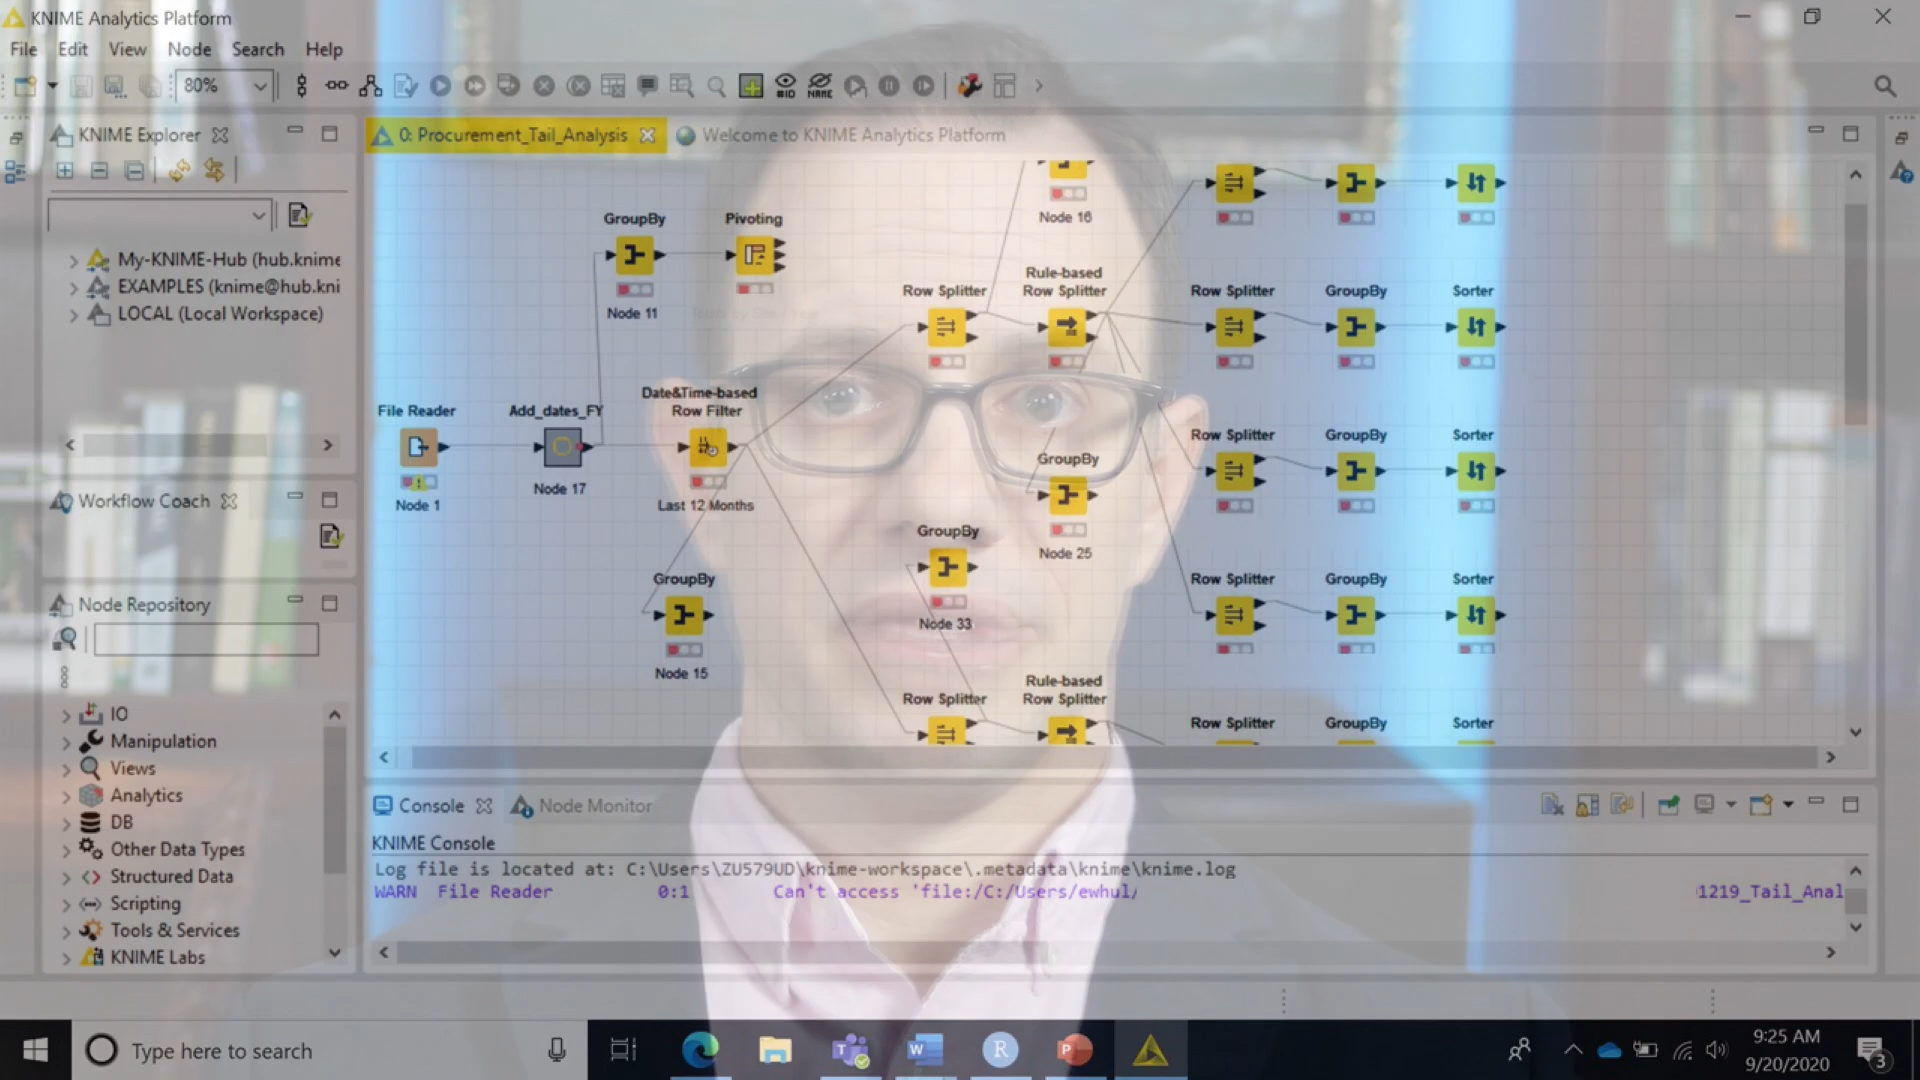 KNIME Analytics Platform
File Edit View Node Search Help
80%
#ID NAME
KNIME Explorer
0: Procurement_Tail_Analysis
Welcome to KNIME Analytics Platform
My-KNIME-Hub (hub.knime
EXAMPLES (knime@hub.kni
LOCAL (Local Workspace)
Workflow Coach
Node Repository
IO
Manipulation
Views
Analytics
DB
Other Data Types
Structured Data
Scripting
Tools & Services
KNIME Labs
File Reader
Node 1
Add_dates_FY
Node 17
GroupBy
Node 11
Pivoting
Date&Time-based
Row Filter
Last 12 Months
GroupBy
Node 15
Node 16
Row Splitter
Rule-based
Row Splitter
GroupBy
Node 25
GroupBy
Node 33
Row Splitter
Rule-based
Row Splitter
Row Splitter GroupBy Sorter
Row Splitter GroupBy Sorter
Row Splitter GroupBy Sorter
Row Splitter GroupBy Sorter
Console
Node Monitor
KNIME Console
Log file is located at: C:\Users\ZU579UD\knime-workspace\.metadata\knime\knime.log
WARN File Reader 0:1 Can't access 'file:/C:/Users/ewhul/ 1219_Tail_Anal
Type here to search
T
W
R
P
9:25 AM
9/20/2020
3